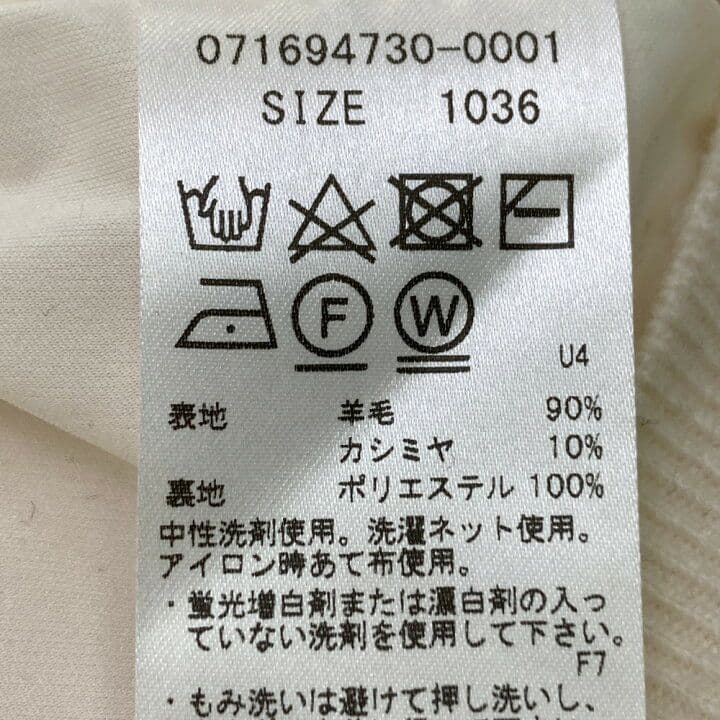 071694730-0001
SIZE 1036
F W
U4
表地 羊毛 90%
カシミヤ 10%
裏地 ポリエステル 100%
中性洗剤使用。洗濯ネット使用。
アイロン時あて布使用。
・蛍光増白剤または漂白剤の入っ
ていない洗剤を使用して下さい。
F7
・もみ洗いは避けて押し洗いし、